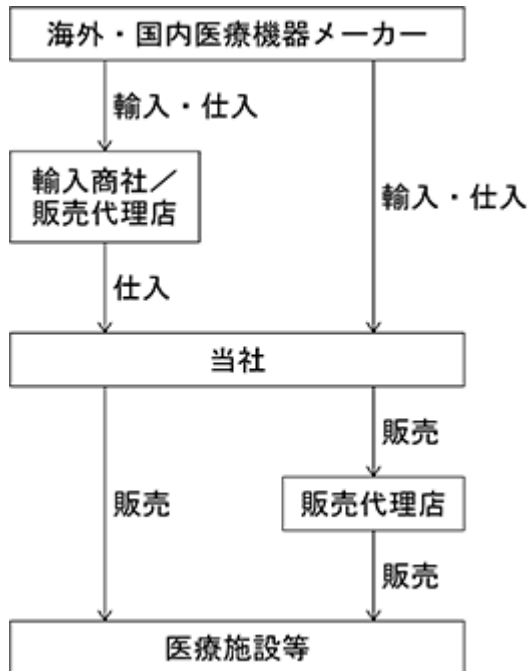 海外・国内医療機器メーカー
輸入・仕入
輸入商社／
販売代理店
輸入・仕入
仕入
当社
販売
販売
販売代理店
販売
医療施設等